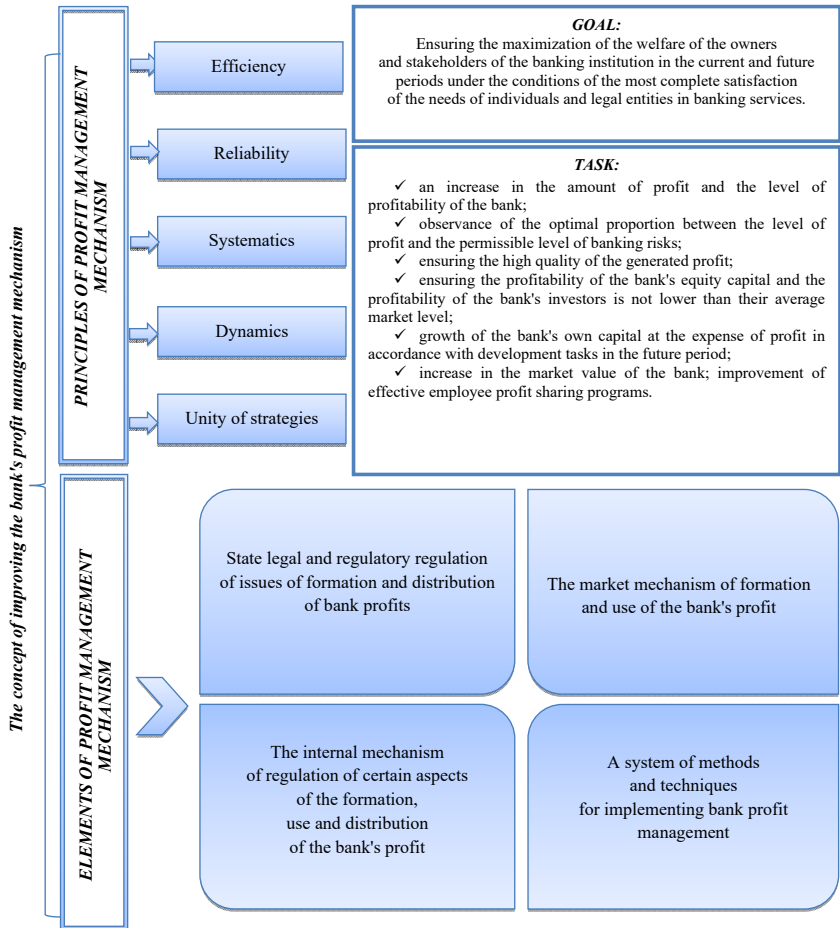 The concept of improving the bank's profit management mechanism
PRINCIPLES OF PROFIT MANAGEMENT
MECHANISM
Efficiency
Reliability
Systematics
Dynamics
Unity of strategies
GOAL:
Ensuring the maximization of the welfare of the owners
and stakeholders of the banking institution in the current and future
periods under the conditions of the most complete satisfaction
of the needs of individuals and legal entities in banking services.
TASK:
✓ an increase in the amount of profit and the level of
profitability of the bank;
✓ observance of the optimal proportion between the level of
profit and the permissible level of banking risks;
✓ ensuring the high quality of the generated profit;
✓ ensuring the profitability of the bank's equity capital and the
profitability of the bank's investors is not lower than their average
market level;
✓ growth of the bank's own capital at the expense of profit in
accordance with development tasks in the future period;
✓ increase in the market value of the bank; improvement of
effective employee profit sharing programs.
ELEMENTS OF PROFIT MANAGEMENT
MECHANISM
State legal and regulatory regulation
of issues of formation and distribution
of bank profits
The market mechanism of formation
and use of the bank's profit
The internal mechanism
of regulation of certain aspects
of the formation,
use and distribution
of the bank's profit
A system of methods
and techniques
for implementing bank profit
management